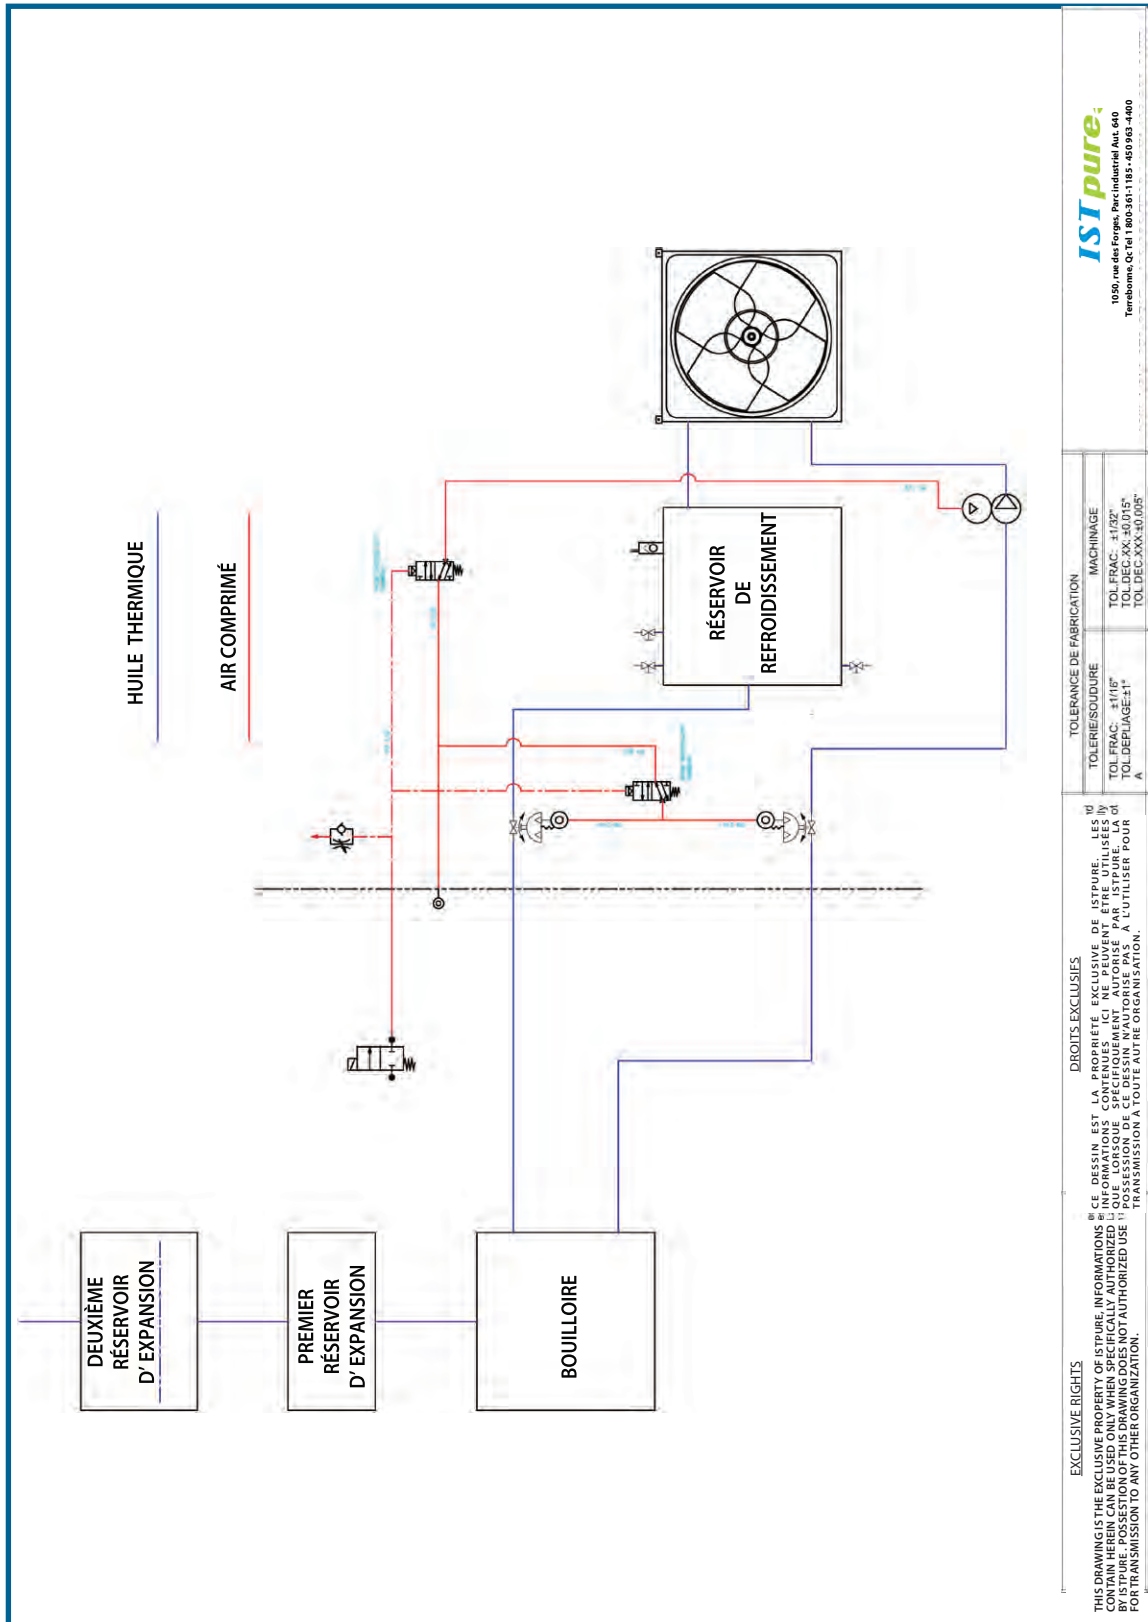 HUILE THERMIQUE
AIR COMPRIMÉ
DEUXIÈME
RÉSERVOIR
D' EXPANSION
PREMIER
RÉSERVOIR
D' EXPANSION
BOUILLOIRE
RÉSERVOIR
DE
REFROIDISSEMENT
EXCLUSIVE RIGHTS
THIS DRAWING IS THE EXCLUSIVE PROPERTY OF ISTPURE, INFORMATIONS
CONTAIN HEREIN CAN BE USED ONLY WHEN SPECIFICALLY AUTHORIZED
BY ISTPURE. POSSESTION OF THIS DRAWING DOES NOT AUTHORIZED USE
FOR TRANSMISSION TO ANY OTHER ORGANIZATION.
DROITS EXCLUSIFS
CE DESSIN EST LA PROPRIÉTÉ EXCLUSIVE DE ISTPURE. LES
INFORMATIONS CONTENUES ICI NE PEUVENT ÊTRE UTILISÉES
QUE LORSQUE SPÉCIFIQUEMENT AUTORISÉ PAR ISTPURE. LA
POSSESSION DE CE DESSIN N'AUTORISE PAS À L'UTILISER POUR
TRANSMISSION À TOUTE AUTRE ORGANISATION.
TOLERANCE DE FABRICATION
TOLERIE/SOUDURE
TOL.FRAC: ±1/16"
TOL.DEPLIAGE:±1°
A
MACHINAGE
TOL.FRAC: ±1/32"
TOL.DEC.XX: ±0.015"
TOL.DEC.XXX:±0.005"
IST pure
1050, rue des Forges, Parc industriel Aut. 640
Terrebonne, Qc Tel 1 800-361-1185 • 450 963-4400